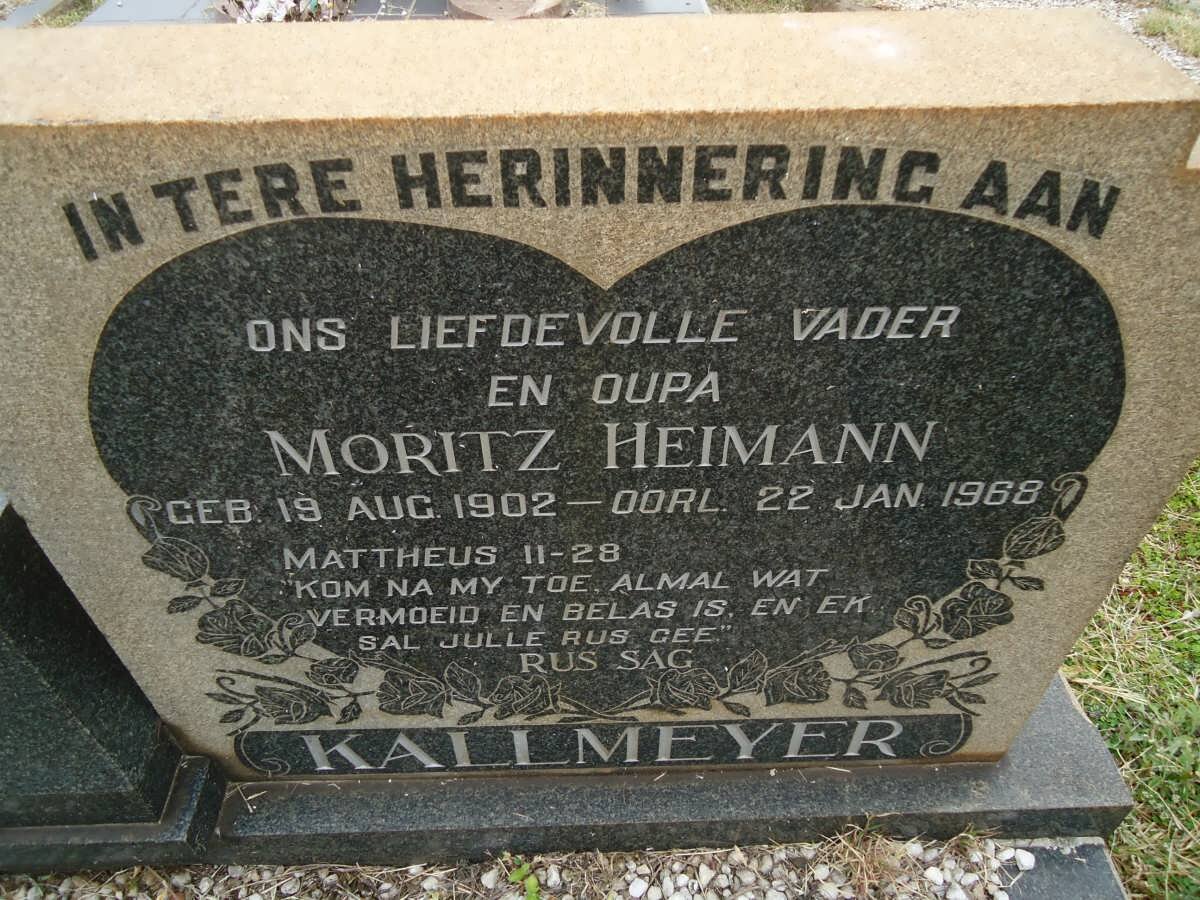 IN TERE HERINNERING AAN
ONS LIEFDEVOLLE VADER
EN OUPA
MORITZ HEIMANN
GEB. 19 AUG. 1902 — OORL. 22 JAN. 1968
MATTHEUS 11-28
"KOM NA MY TOE, ALMAL WAT
VERMOEID EN BELAS IS, EN EK
SAL JULLE RUS GEE"
RUS SAG
KALLMEYER